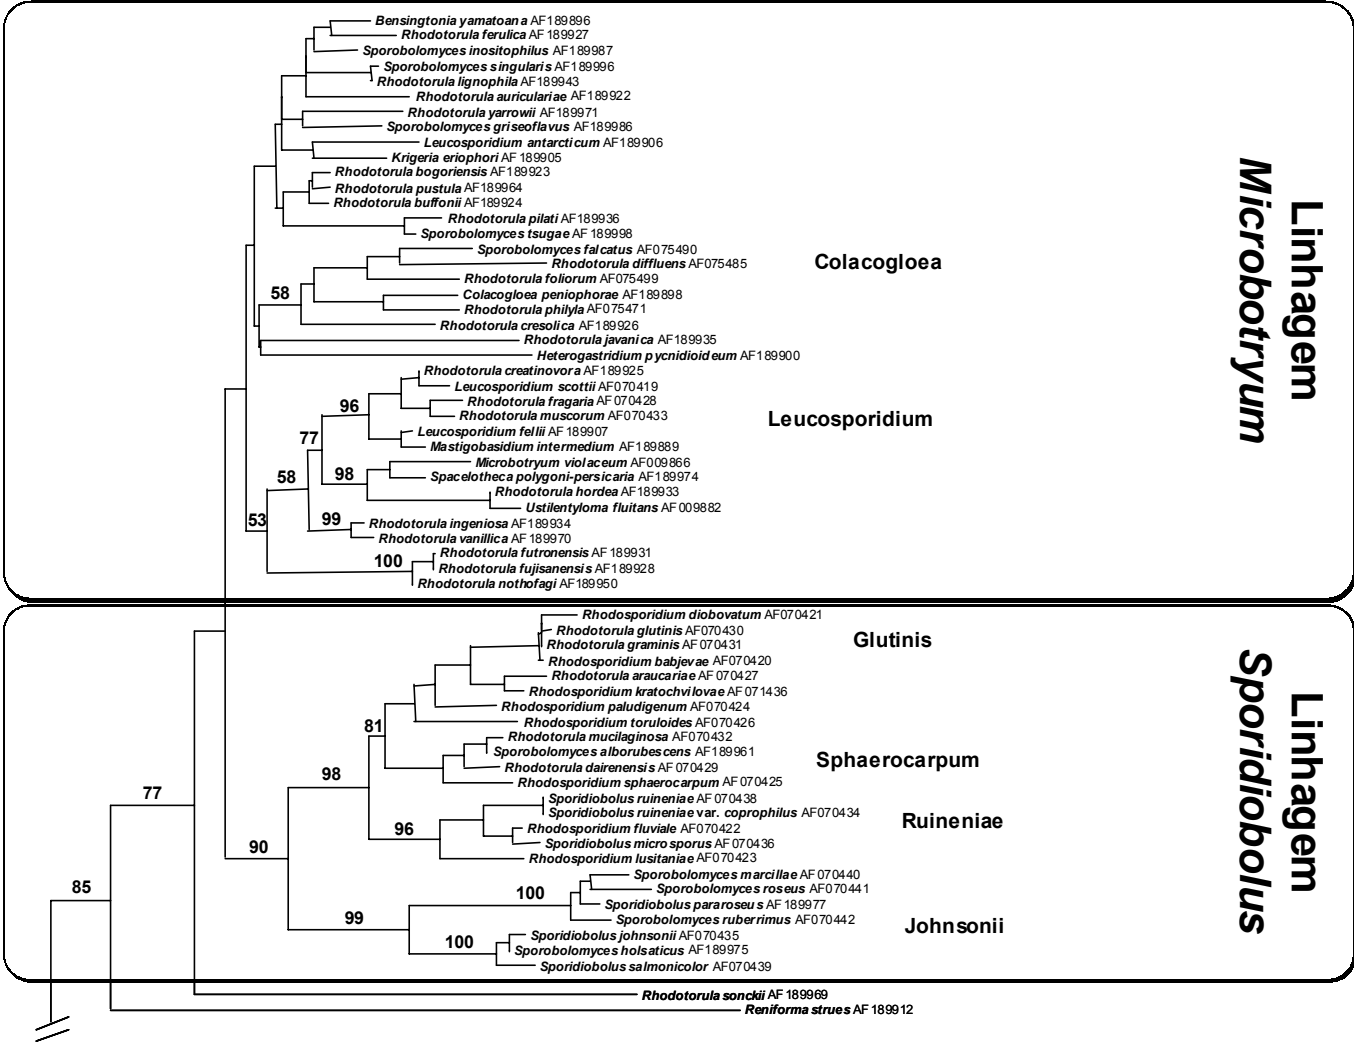 Bensingtonia yamatoana AF189896
Rhodotorula ferulica AF189927
Sporobolomyces inositophilus AF189987
Sporobolomyces singularis AF189996
Rhodotorula lignophila AF189943
Rhodotorula auriculariae AF189922
Rhodotorula yarrowii AF189971
Sporobolomyces griseoflavus AF189986
Leucosporidium antarcticum AF189906
Krigeria eriophori AF189905
Rhodotorula bogoriensis AF189923
Rhodotorula pustula AF189964
Rhodotorula buffonii AF189924
Rhodotorula pilati AF189936
Sporobolomyces tsugae AF189998
Sporobolomyces falcatus AF075490
Rhodotorula diffluens AF075485
Rhodotorula foliorum AF075499
Colacogloea peniophorae AF189898
Rhodotorula philyla AF075471
Rhodotorula cresolica AF189926
Rhodotorula javanica AF189935
Heterogastridium pycnidioideum AF189900
Rhodotorula creatinovora AF189925
Leucosporidium scottii AF070419
Rhodotorula fragaria AF070428
Rhodotorula muscorum AF070433
Leucosporidium fellii AF189907
Mastigobasidium intermedium AF189889
Microbotryum violaceum AF009866
Spacelotheca polygoni-persicaria AF189974
Rhodotorula hordea AF189933
Ustilentyloma fluitans AF009882
Rhodotorula ingeniosa AF189934
Rhodotorula vanillica AF189970
Rhodotorula futronensis AF189931
Rhodotorula fujisanensis AF189928
Rhodotorula nothofagi AF189950
58
96
77
98
58
53
99
100
Colacogloea
Leucosporidium
Linhagem
Microbotryum
Rhodosporidium diobovatum AF070421
Rhodotorula glutinis AF070430
Rhodotorula graminis AF070431
Rhodosporidium babjevae AF070420
Rhodotorula araucariae AF070427
Rhodosporidium kratochvilovae AF071436
Rhodosporidium paludigenum AF070424
Rhodosporidium toruloides AF070426
Rhodotorula mucilaginosa AF070432
Sporobolomyces alborubescens AF189961
Rhodotorula dairenensis AF070429
Rhodosporidium sphaerocarpum AF070425
Sporidiobolus ruineniae AF070438
Sporidiobolus ruineniae var. coprophilus AF070434
Rhodosporidium fluviale AF070422
Sporidiobolus microsporus AF070436
Rhodosporidium lusitaniae AF070423
Sporobolomyces marcillae AF070440
Sporobolomyces roseus AF070441
Sporidiobolus pararoseus AF189977
Sporobolomyces ruberrimus AF070442
Sporidiobolus johnsonii AF070435
Sporobolomyces holsaticus AF189975
Sporidiobolus salmonicolor AF070439
81
98
96
77
90
85
100
99
100
Glutinis
Sphaerocarpum
Ruineniae
Johnsonii
Linhagem
Sporidiobolus
Rhodotorula sonckii AF189969
Reniforma strues AF189912